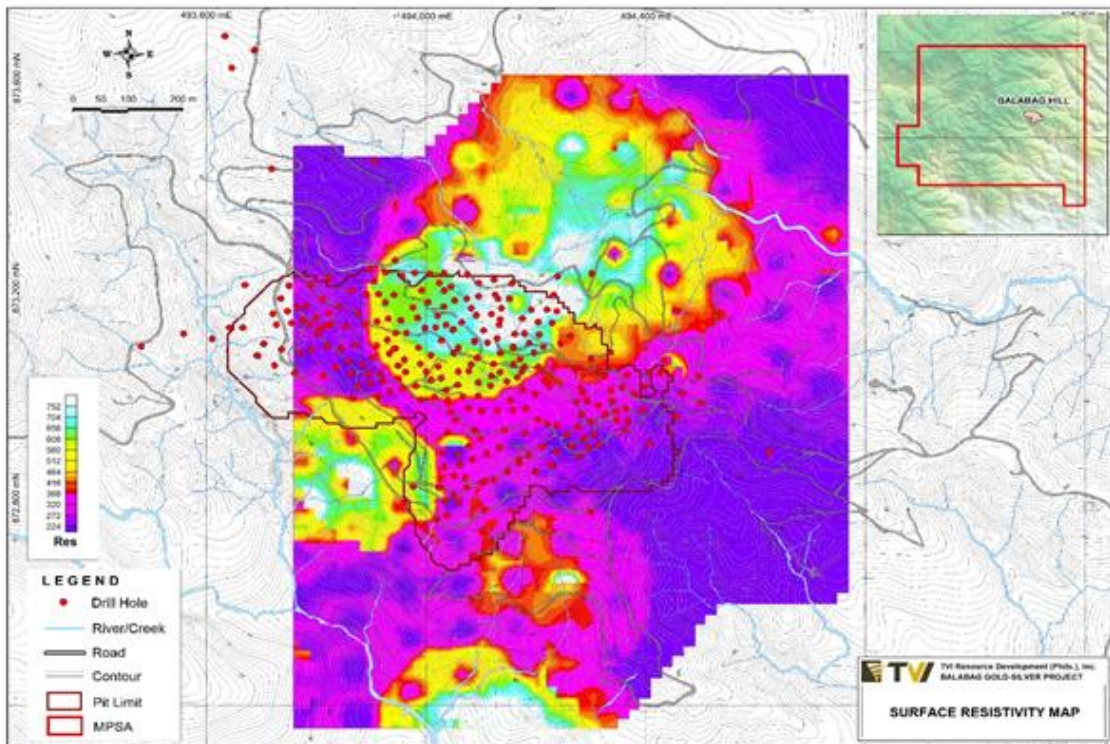 493,600 mE
494,000 mE
494,400 mE
N
W E
S
0 50 100 200 m
873,600 mN
873,200 mN
872,800 mN
BALABAG HILL
752
704
656
608
560
512
464
416
368
320
272
224
Res
LEGEND
Drill Hole
River/Creek
Road
Contour
Pit Limit
MPSA
TVI
TVI Resource Development (Phils.), Inc.
BALABAG GOLD-SILVER PROJECT
SURFACE RESISTIVITY MAP